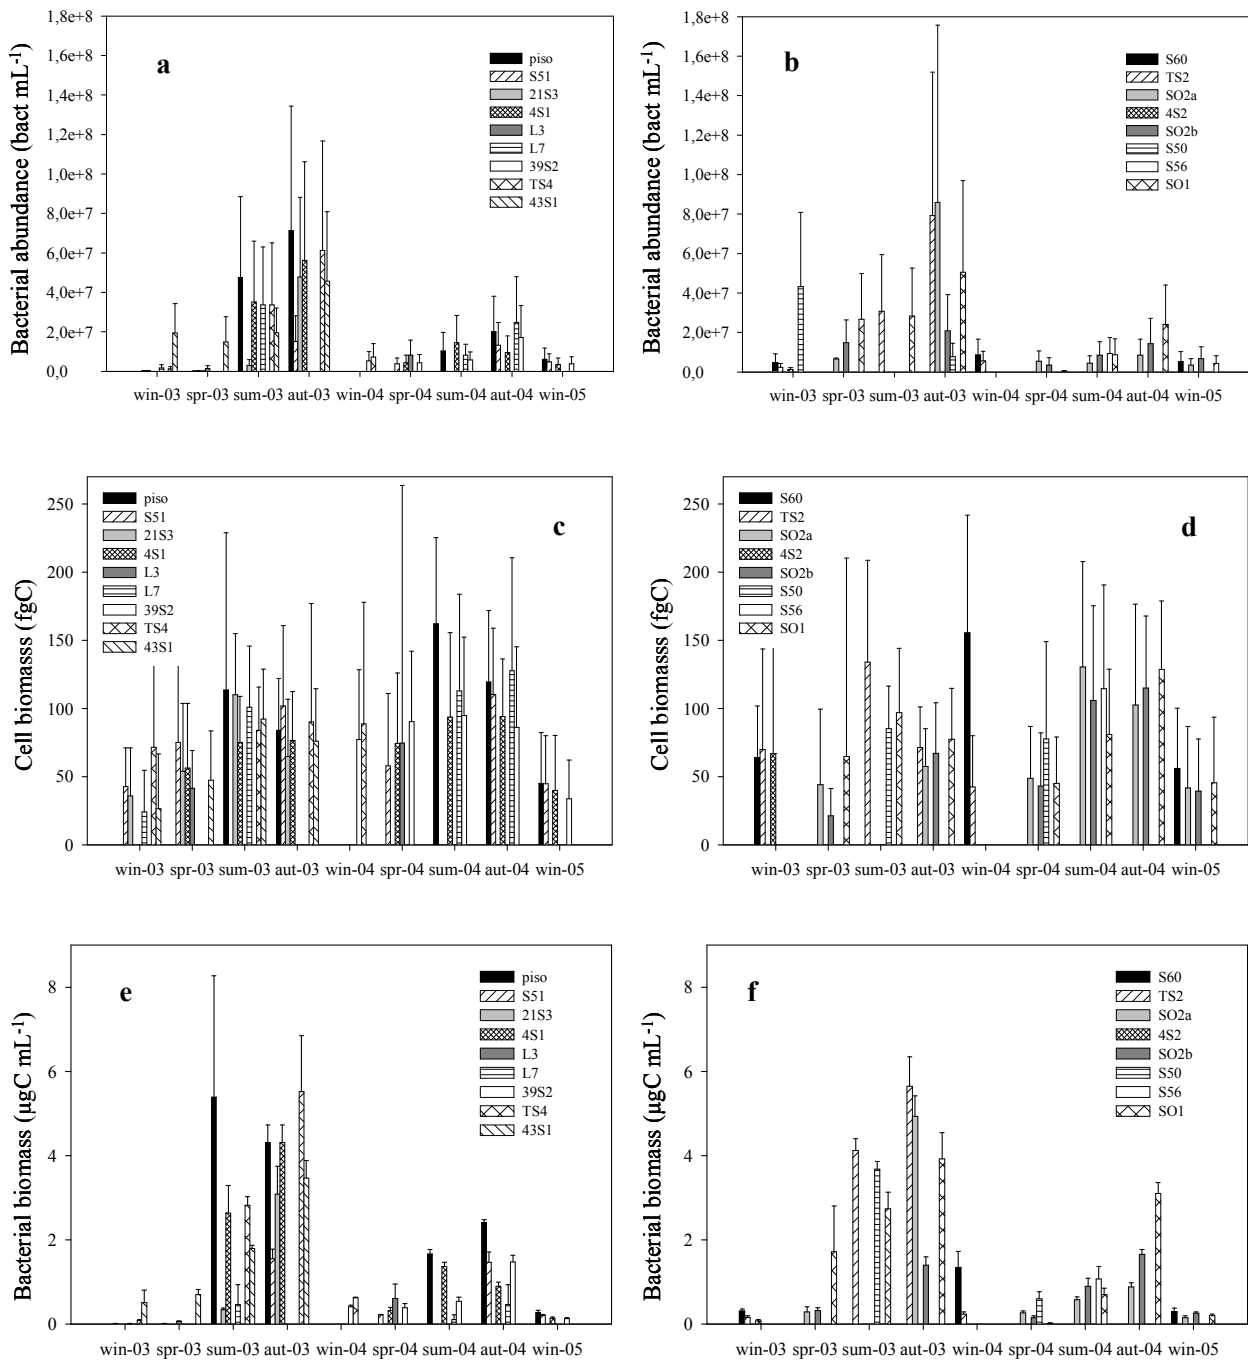 Bacterial abundance (bact mL-1)
1,8e+8
1,6e+8
1,4e+8
1,2e+8
1,0e+8
8,0e+7
6,0e+7
4,0e+7
2,0e+7
0,0
a
piso
S51
21S3
4S1
L3
L7
39S2
TS4
43S1
win-03 spr-03 sum-03 aut-03 win-04 spr-04 sum-04 aut-04 win-05
Bacterial abundance (bact mL-1)
1,8e+8
1,6e+8
1,4e+8
1,2e+8
1,0e+8
8,0e+7
6,0e+7
4,0e+7
2,0e+7
0,0
b
S60
TS2
SO2a
4S2
SO2b
S50
S56
SO1
win-03 spr-03 sum-03 aut-03 win-04 spr-04 sum-04 aut-04 win-05
Cell biomasss (fgC)
250
200
150
100
50
0
piso
S51
21S3
4S1
L3
L7
39S2
TS4
43S1
c
win-03 spr-03 sum-03 aut-03 win-04 spr-04 sum-04 aut-04 win-05
Cell biomasss (fgC)
250
200
150
100
50
0
S60
TS2
SO2a
4S2
SO2b
S50
S56
SO1
d
win-03 spr-03 sum-03 aut-03 win-04 spr-04 sum-04 aut-04 win-05
Bacterial biomass (µgC mL-1)
8
6
4
2
0
e
piso
S51
21S3
4S1
L3
L7
39S2
TS4
43S1
win-03 spr-03 sum-03 aut-03 win-04 spr-04 sum-04 aut-04 win-05
Bacterial biomass (µgC mL-1)
8
6
4
2
0
f
S60
TS2
SO2a
4S2
SO2b
S50
S56
SO1
win-03 spr-03 sum-03 aut-03 win-04 spr-04 sum-04 aut-04 win-05